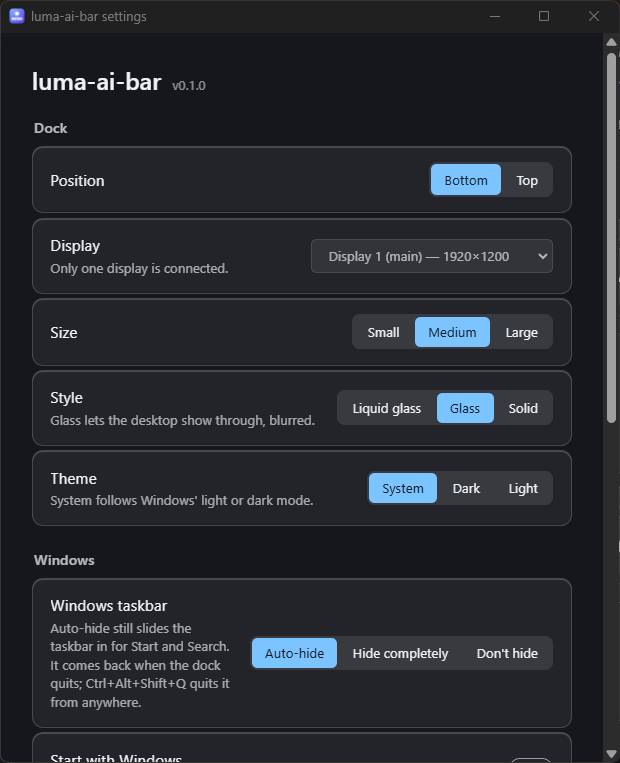 luma-ai-bar settings
luma-ai-bar v0.1.0
Dock
Position
Bottom Top
Display
Only one display is connected.
Display 1 (main) — 1920×1200
Size
Small Medium Large
Style
Glass lets the desktop show through, blurred.
Liquid glass Glass Solid
Theme
System follows Windows' light or dark mode.
System Dark Light
Windows
Windows taskbar
Auto-hide still slides the
taskbar in for Start and Search.
It comes back when the dock
quits; Ctrl+Alt+Shift+Q quits it
from anywhere.
Auto-hide Hide completely Don't hide
Start with Windows